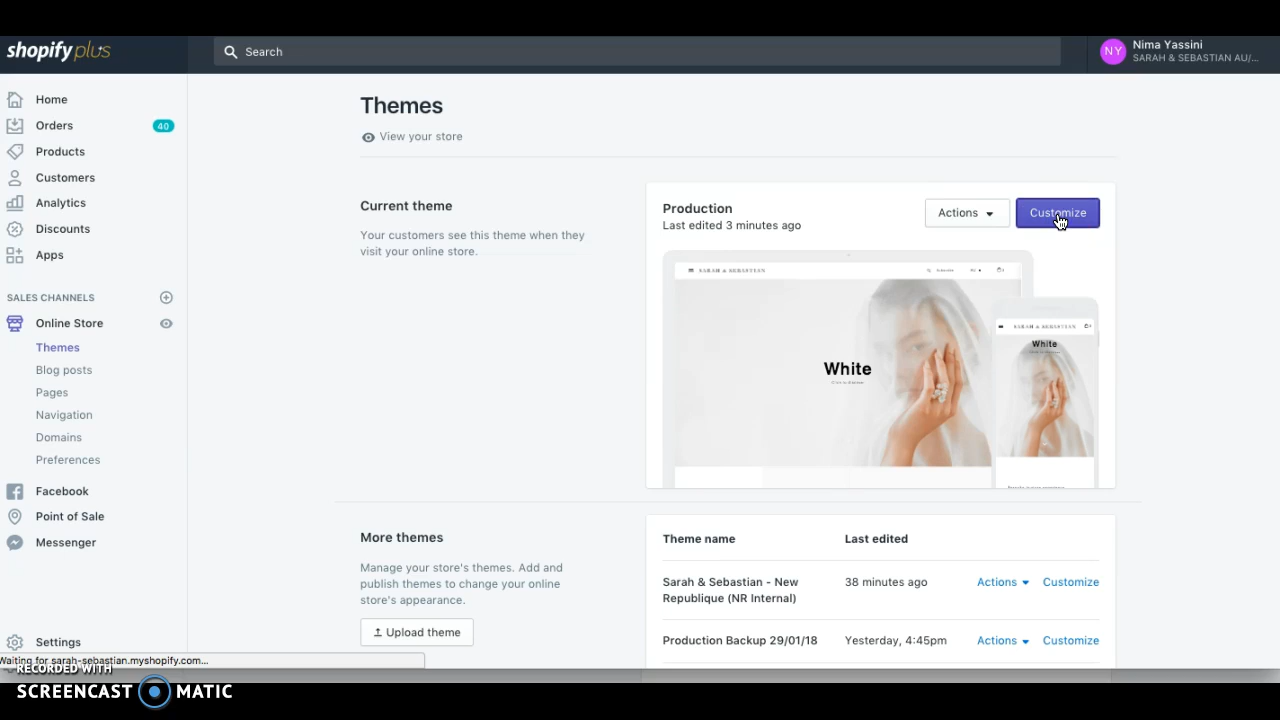 shopify plus
Search
NY
Nima Yassini
SARAH & SEBASTIAN AU/...
Home
Orders 40
Products
Customers
Analytics
Discounts
Apps
SALES CHANNELS
Online Store
Themes
Blog posts
Pages
Navigation
Domains
Preferences
Facebook
Point of Sale
Messenger
Settings
Waiting for sarah-sebastian.myshopify.com...
Themes
View your store
Current theme
Your customers see this theme when they
visit your online store.
Production
Last edited 3 minutes ago
Actions
Customize
SARAH & SEBASTIAN
White
SARAH & SEBASTIAN
White
More themes
Manage your store's themes. Add and
publish themes to change your online
store's appearance.
Upload theme
Theme name Last edited
Sarah & Sebastian - New
Republique (NR Internal)
38 minutes ago Actions Customize
Production Backup 29/01/18 Yesterday, 4:45pm Actions Customize
RECORDED WITH
SCREENCAST MATIC